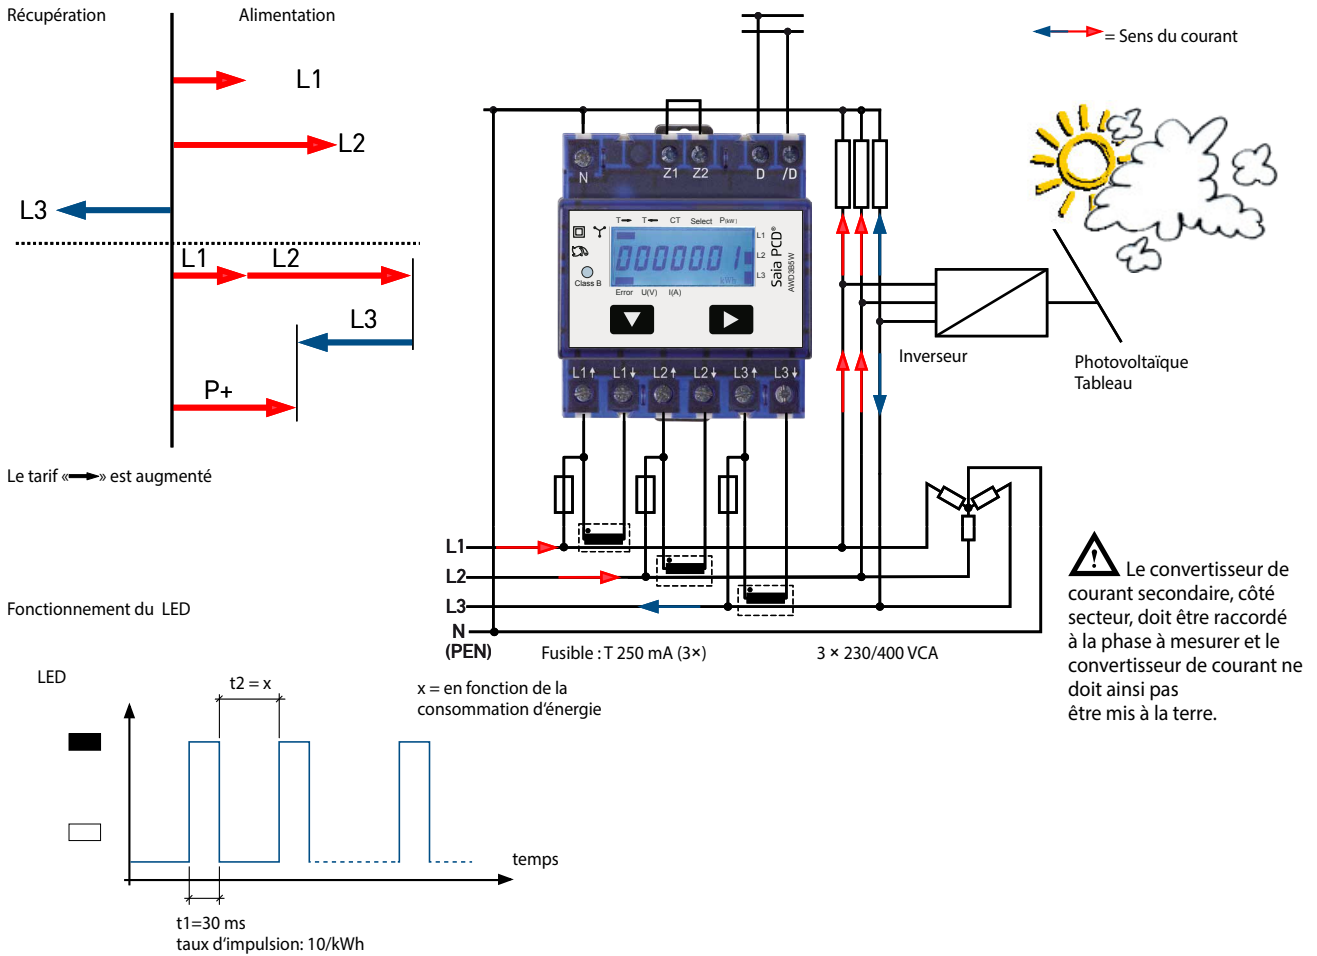 Récupération
Alimentation
L1
L2
L3
L1
L2
L3
P+
Le tarif «» est augmenté
= Sens du courant
N
Z1
Z2
D
/D
T
T
CT
Select
L1
L2
L3
000000.01
kWh
Class B
Error
U(V)
I(A)
Saia PCD®
AWD3B5W
L1
L1
L2
L2
L3
L3
Inverseur
Photovoltaïque
Tableau
L1
L2
L3
N
(PEN)
Fusible : T 250 mA (3×)
3 × 230/400 VCA
! Le convertisseur de
courant secondaire, côté
secteur, doit être raccordé
à la phase à mesurer et le
convertisseur de courant ne
doit ainsi pas
être mis à la terre.
Fonctionnement du LED
LED
t2 = x
x = en fonction de la
consommation d‘énergie
temps
t1=30 ms
taux d‘impulsion: 10/kWh